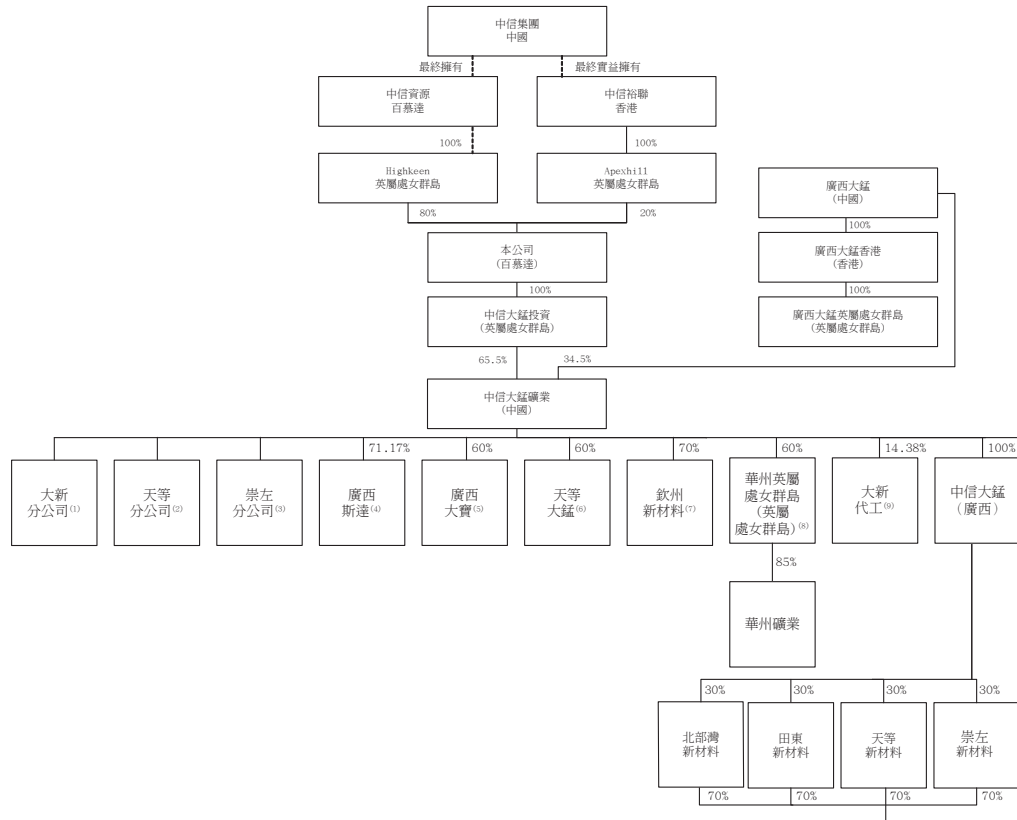 中信集團
中國
最終擁有
最終實益擁有
中信資源
百慕達
中信裕聯
香港
100%
100%
Highkeen
英屬處女群島
Apexhill
英屬處女群島
廣西大錳
(中國)
80%
20%
100%
本公司
(百慕達)
廣西大錳香港
(香港)
100%
100%
中信大錳投資
(英屬處女群島)
廣西大錳英屬處女群島
(英屬處女群島)
65.5%
34.5%
中信大錳礦業
(中國)
71.17%
60%
60%
70%
60%
14.38%
100%
大新
分公司(1)
天等
分公司(2)
崇左
分公司(3)
廣西
斯達(4)
廣西
大寶(5)
天等
大錳(6)
欽州
新材料(7)
華州英屬
處女群島
(英屬
處女群島)(8)
大新
代工(9)
中信大錳
(廣西)
85%
華州礦業
30%
30%
30%
30%
北部灣
新材料
田東
新材料
天等
新材料
崇左
新材料
70%
70%
70%
70%